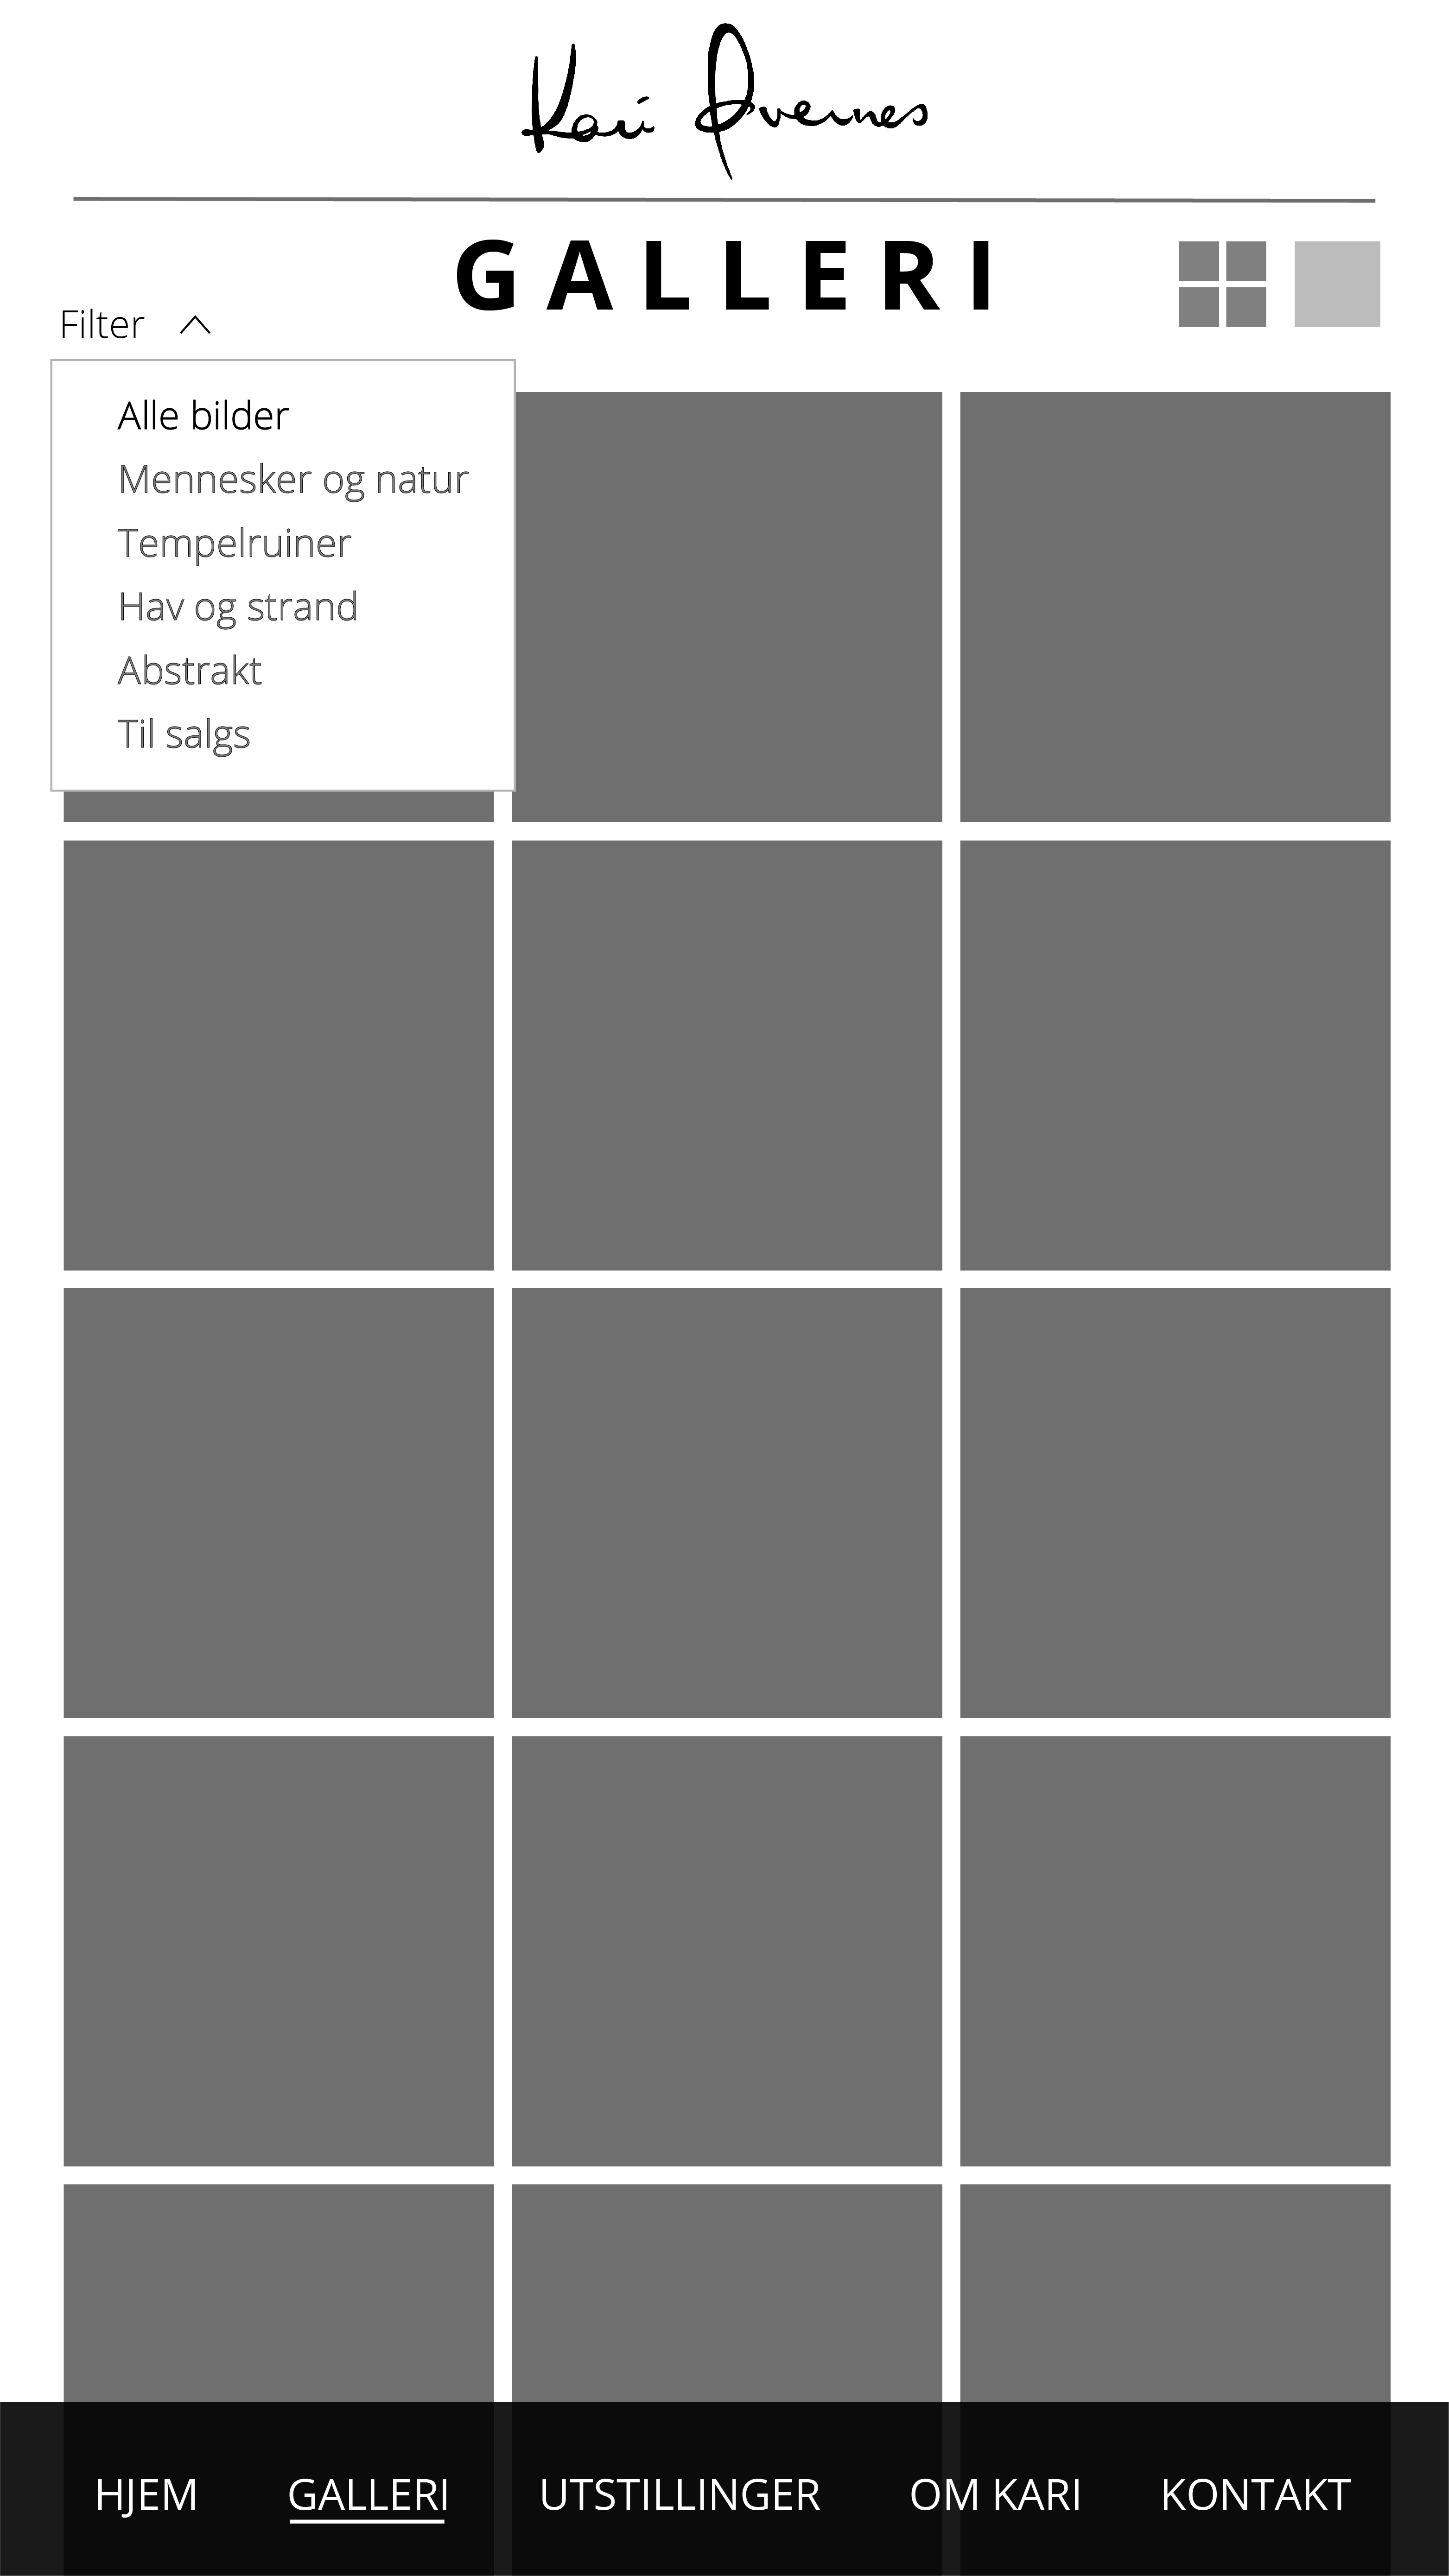 Kari Øvernes
GALLERI
Filter
Alle bilder
Mennesker og natur
Tempelruiner
Hav og strand
Abstrakt
Til salgs
HJEM GALLERI UTSTILLINGER OM KARI KONTAKT